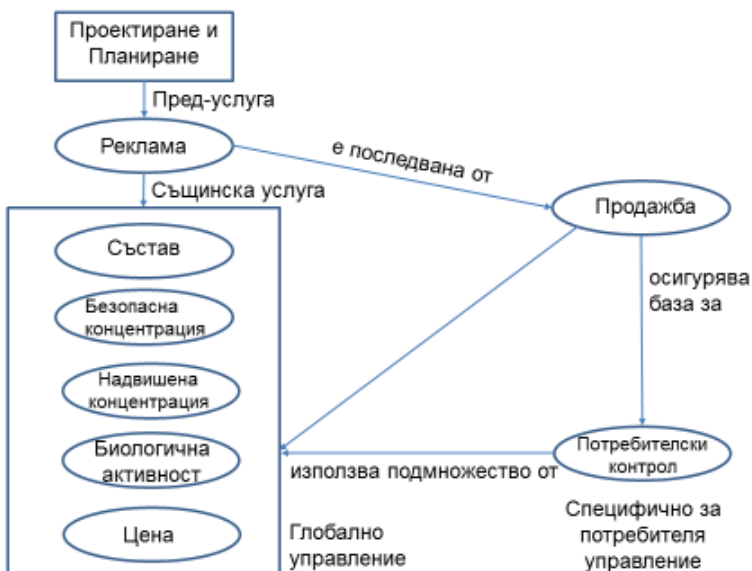 Проектиране и
Планиране
Пред-услуга
Реклама
е последвана от
Същинска услуга
Продажба
Състав
осигурява
база за
Безопасна
концентрация
Надвишена
концентрация
Биологична
активност
използва подмножество от
Потребителски
контрол
Цена
Глобално
управление
Специфично за
потребителя
управление